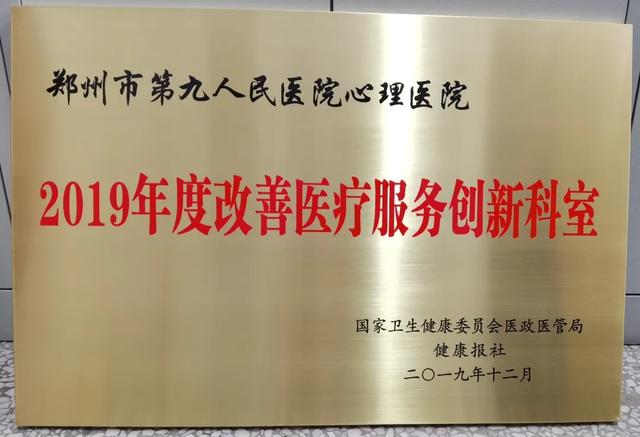 郑州市第九人民医院心理医院
2019年度改善医疗服务创新科室
国家卫生健康委员会医政医管局
健康报社
二〇一九年十二月